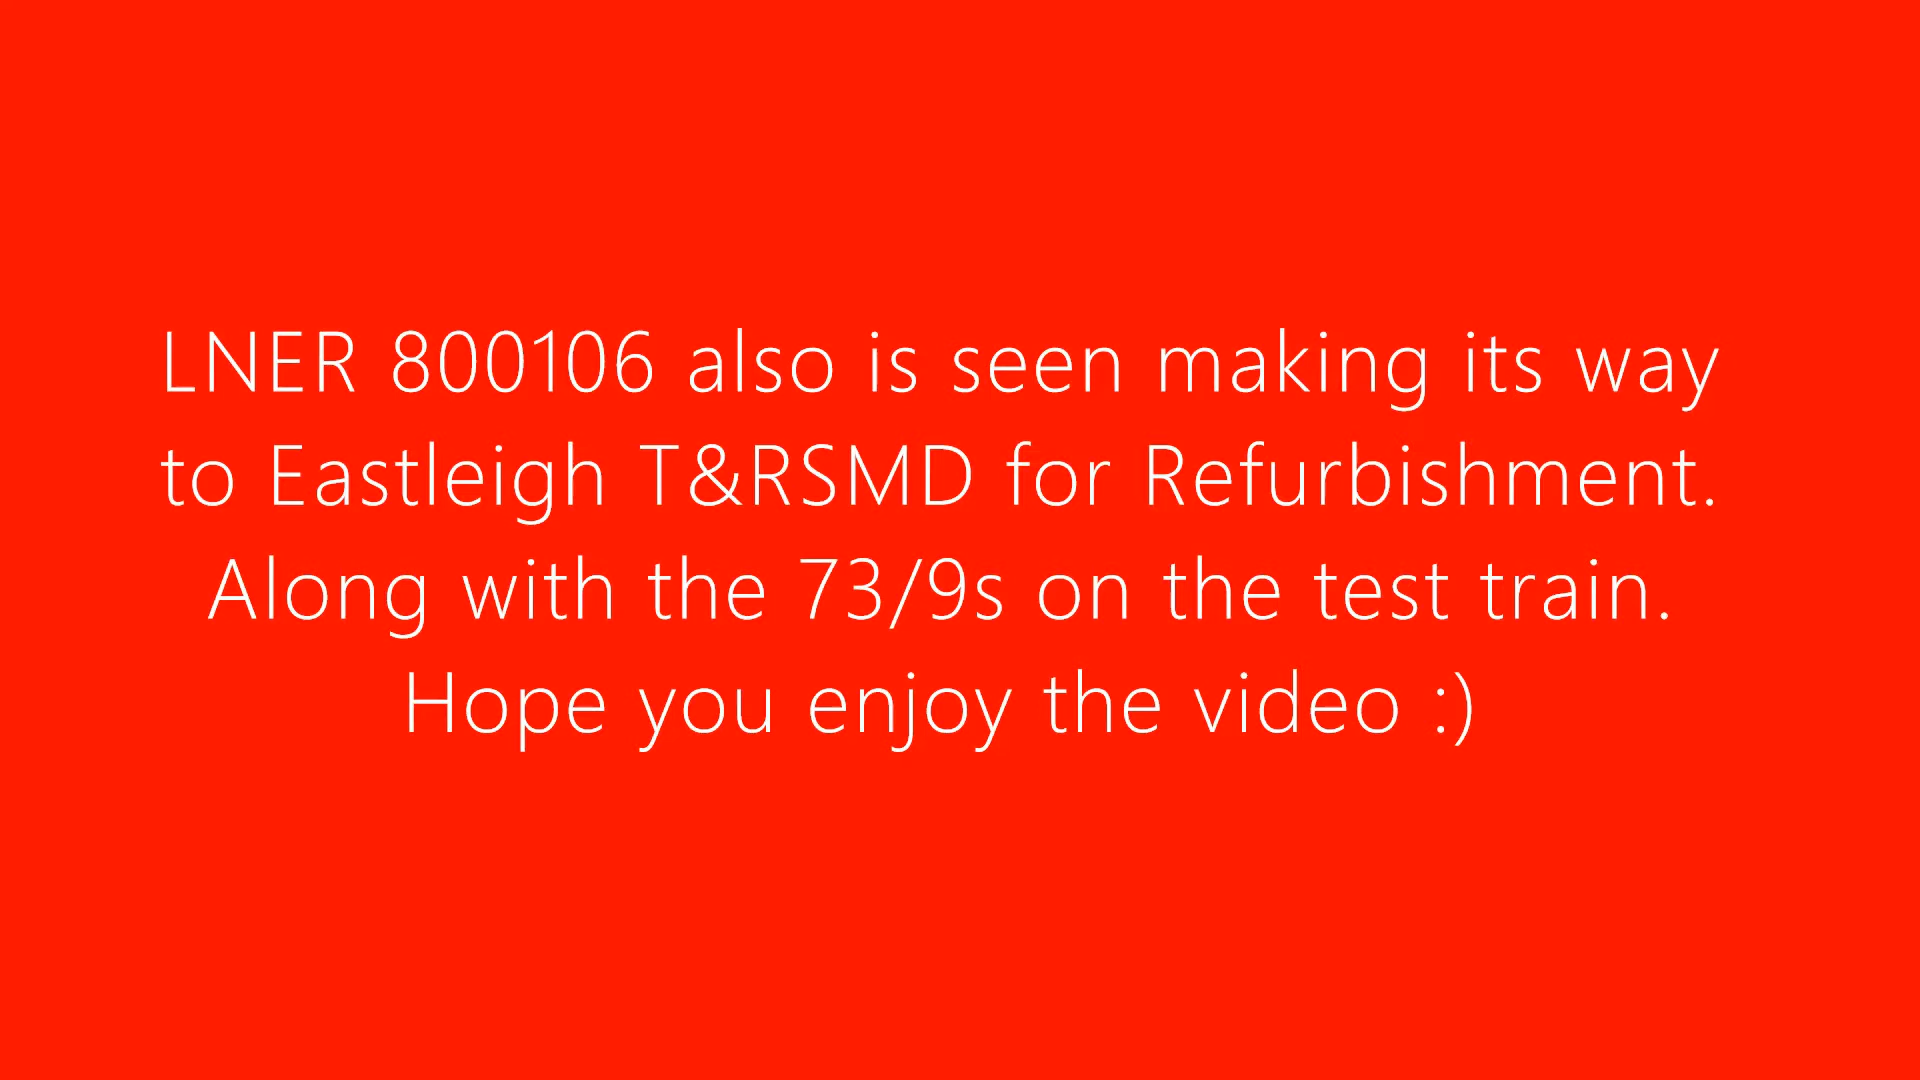 LNER 800106 also is seen making its way
to Eastleigh T&RSMD for Refurbishment.
Along with the 73/9s on the test train.
Hope you enjoy the video :)